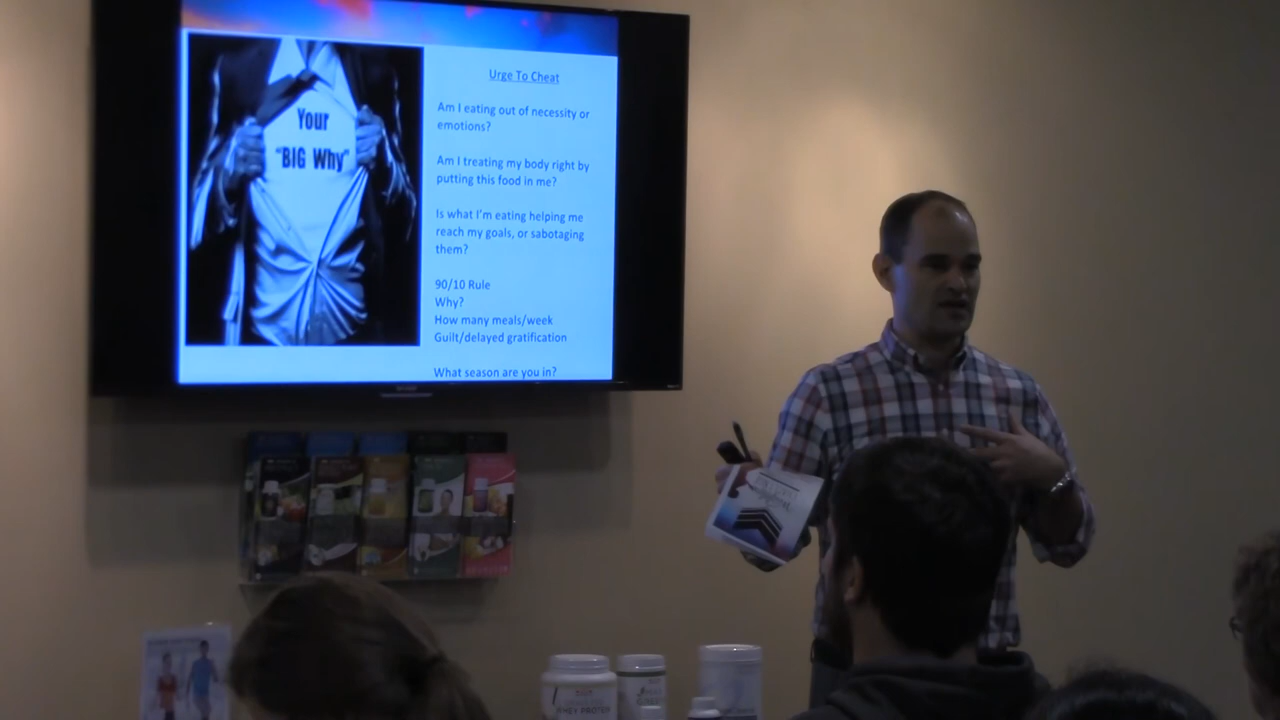 Your
"BIG Why"
Urge To Cheat
Am I eating out of necessity or
emotions?
Am I treating my body right by
putting this food in me?
Is what I'm eating helping me
reach my goals, or sabotaging
them?
90/10 Rule
Why?
How many meals/week
Guilt/delayed gratification
What season are you in?
WHEY PROTEIN